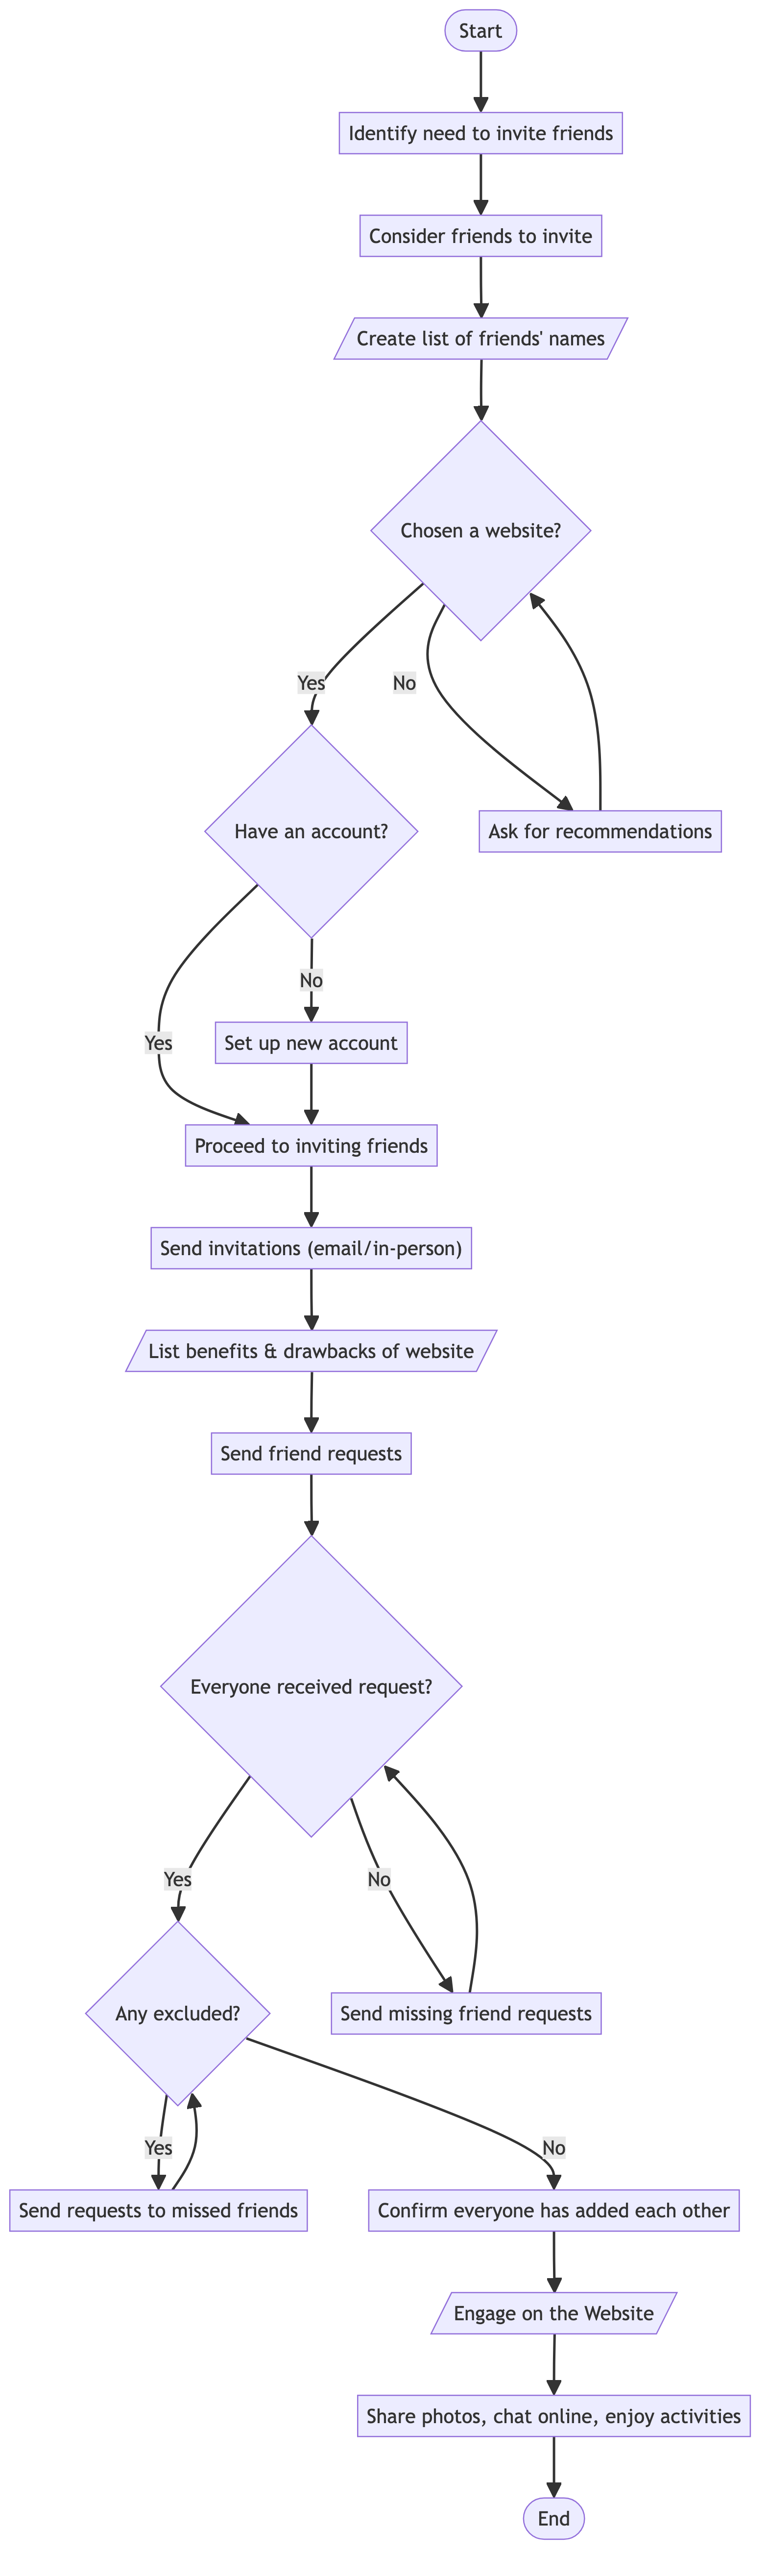 Start
Identify need to invite friends
Consider friends to invite
Create list of friends' names
Chosen a website?
Yes
No
Have an account?
Ask for recommendations
No
Yes
Set up new account
Proceed to inviting friends
Send invitations (email/in-person)
List benefits & drawbacks of website
Send friend requests
Everyone received request?
Yes
No
Any excluded?
Send missing friend requests
Yes
No
Send requests to missed friends
Confirm everyone has added each other
Engage on the Website
Share photos, chat online, enjoy activities
End